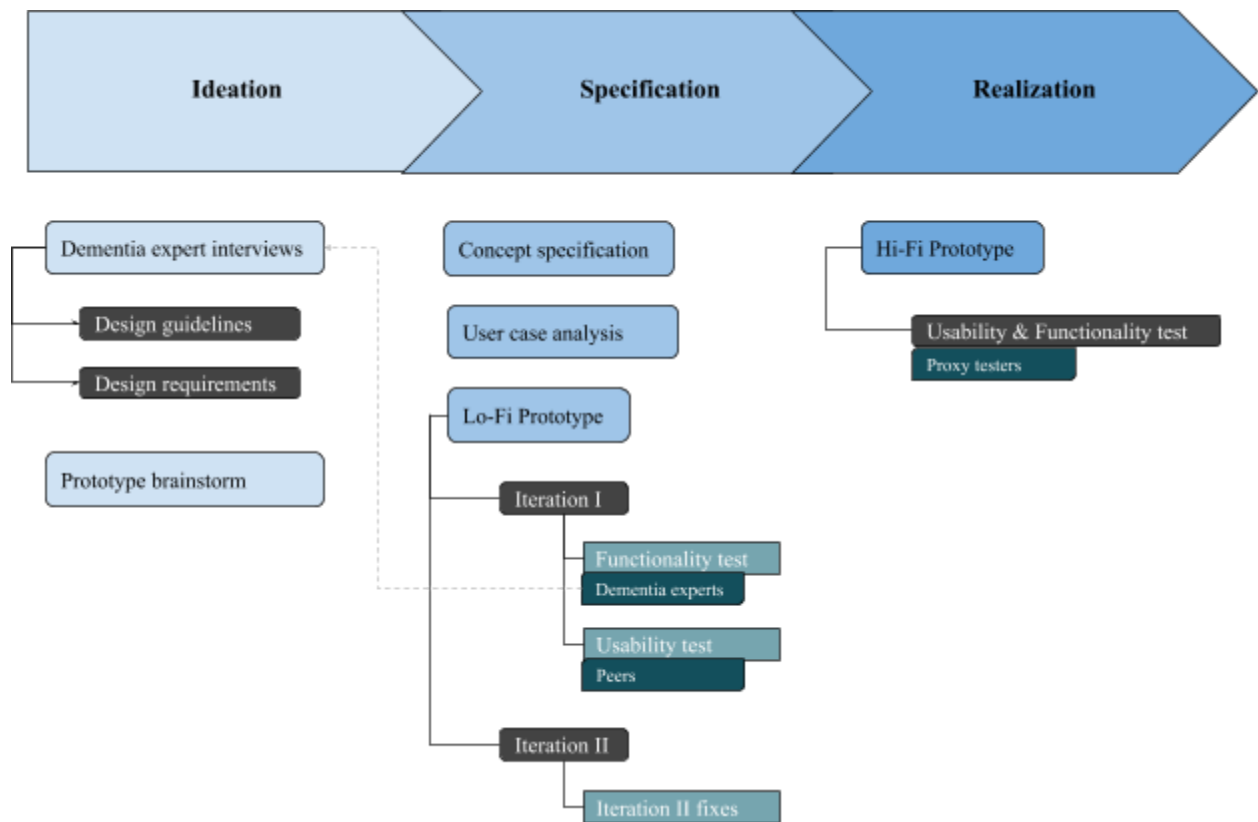 Ideation
Specification
Realization
Dementia expert interviews
Design guidelines
Design requirements
Prototype brainstorm
Concept specification
User case analysis
Lo-Fi Prototype
Iteration I
Functionality test
Dementia experts
Usability test
Peers
Iteration II
Iteration II fixes
Hi-Fi Prototype
Usability & Functionality test
Proxy testers